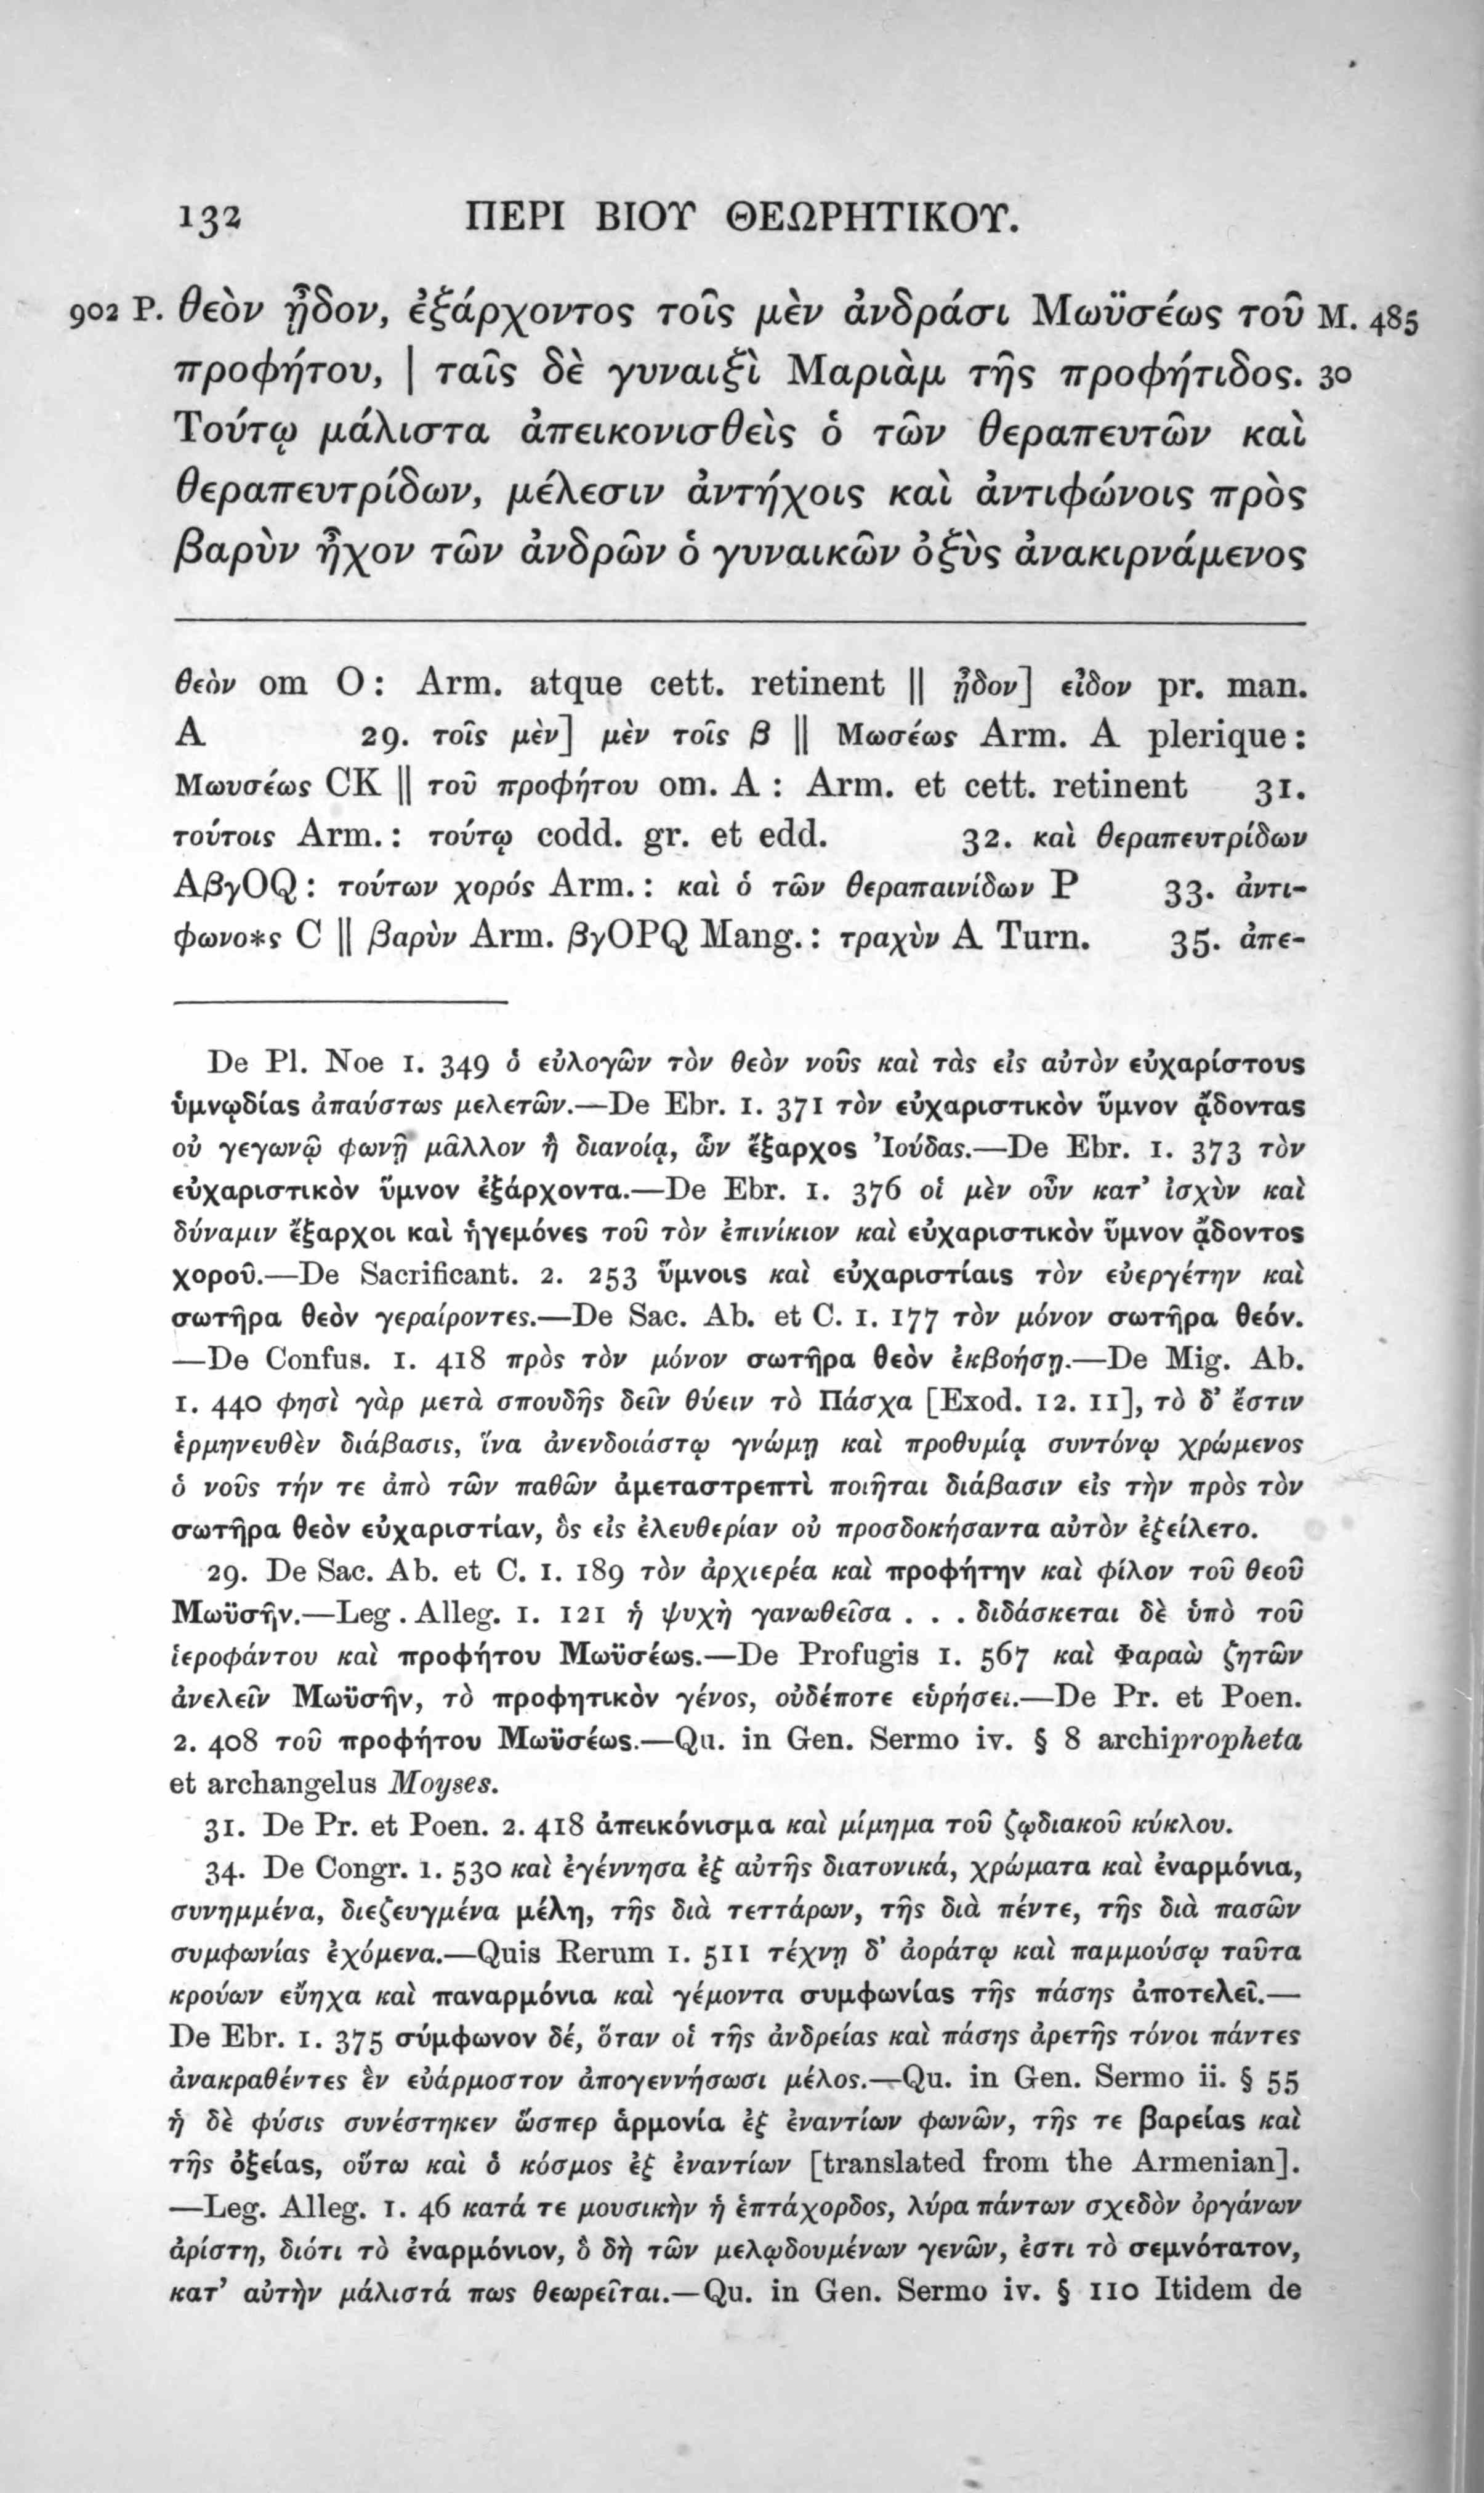 132 ΠΕΡΙ ΒΙΟΥ ΘΕΩΡΗΤΙΚΟΥ.
902 P. θεὸν ᾖδον, ἐξάρχοντος τοῖς μὲν ἀνδράσι Μωϋσέως τοῦ M. 485
προφήτου, | ταῖς δὲ γυναιξὶ Μαριὰμ τῆς προφήτιδος. 30
Τούτῳ μάλιστα ἀπεικονισθεὶς ὁ τῶν θεραπευτῶν καὶ
θεραπευτρίδων, μέλεσιν ἀντήχοις καὶ ἀντιφώνοις πρὸς
βαρὺν ἦχον τῶν ἀνδρῶν ὁ γυναικῶν ὀξὺς ἀνακιρνάμενος
θεὸν om O : Arm. atque cett. retinent || ᾖδον] εἶδον pr. man.
A 29. τοῖς μὲν] μὲν τοῖς β || Μωσέως Arm. A plerique :
Μωυσέως CK || τοῦ προφήτου om. A : Arm. et cett. retinent 31.
τούτοις Arm. : τούτῳ codd. gr. et edd. 32. καὶ θεραπευτρίδων
AβγOQ : τούτων χορός Arm. : καὶ ὁ τῶν θεραπαινίδων P 33. ἀντι-
φωνο*ς C || βαρὺν Arm. βγOPQ Mang. : τραχὺν A Turn. 35. ἀπε-
De Pl. Noe 1. 349 ὁ εὐλογῶν τὸν θεὸν νοῦς καὶ τὰς εἰς αὐτὸν εὐχαρίστους
ὑμνῳδίας ἀπαύστως μελετῶν.—De Ebr. 1. 371 τὸν εὐχαριστικὸν ὕμνον ᾄδοντας
οὐ γεγωνῷ φωνῇ μᾶλλον ἢ διανοίᾳ, ὧν ἔξαρχος Ἰούδας.—De Ebr. 1. 373 τὸν
εὐχαριστικὸν ὕμνον ἐξάρχοντα.—De Ebr. 1. 376 οἱ μὲν οὖν κατ’ ἰσχὺν καὶ
δύναμιν ἔξαρχοι καὶ ἡγεμόνες τοῦ τὸν ἐπινίκιον καὶ εὐχαριστικὸν ὕμνον ᾄδοντος
χοροῦ.—De Sacrificant. 2. 253 ὕμνοις καὶ εὐχαριστίαις τὸν εὐεργέτην καὶ
σωτῆρα θεὸν γεραίροντες.—De Sac. Ab. et C. 1. 177 τὸν μόνον σωτῆρα θεόν.
—De Confus. 1. 418 πρὸς τὸν μόνον σωτῆρα θεὸν ἐκβοήσῃ.—De Mig. Ab.
1. 440 φησὶ γὰρ μετὰ σπουδῆς δεῖν θύειν τὸ Πάσχα [Exod. 12. 11], τὸ δ’ ἔστιν
ἑρμηνευθὲν διάβασις, ἵνα ἀνενδοιάστῳ γνώμῃ καὶ προθυμίᾳ συντόνῳ χρώμενος
ὁ νοῦς τήν τε ἀπὸ τῶν παθῶν ἀμεταστρεπτὶ ποιῆται διάβασιν εἰς τὴν πρὸς τὸν
σωτῆρα θεὸν εὐχαριστίαν, ὃς εἰς ἐλευθερίαν οὐ προσδοκήσαντα αὐτὸν ἐξείλετο.
29. De Sac. Ab. et C. 1. 189 τὸν ἀρχιερέα καὶ προφήτην καὶ φίλον τοῦ θεοῦ
Μωϋσῆν.—Leg. Alleg. 1. 121 ἡ ψυχὴ γανωθεῖσα . . . διδάσκεται δὲ ὑπὸ τοῦ
ἱεροφάντου καὶ προφήτου Μωϋσέως.—De Profugis 1. 567 καὶ Φαραὼ ζητῶν
ἀνελεῖν Μωϋσῆν, τὸ προφητικὸν γένος, οὐδέποτε εὑρήσει.—De Pr. et Poen.
2. 408 τοῦ προφήτου Μωϋσέως.—Qu. in Gen. Sermo iv. § 8 archipropheta
et archangelus Moyses.
31. De Pr. et Poen. 2. 418 ἀπεικόνισμα καὶ μίμημα τοῦ ζῳδιακοῦ κύκλου.
34. De Congr. 1. 530 καὶ ἐγέννησα ἐξ αὐτῆς διατονικά, χρώματα καὶ ἐναρμόνια,
συνημμένα, διεζευγμένα μέλη, τῆς διὰ τεττάρων, τῆς διὰ πέντε, τῆς διὰ πασῶν
συμφωνίας ἐχόμενα.—Quis Rerum 1. 511 τέχνῃ δ’ ἀοράτῳ καὶ παμμούσῳ ταῦτα
κρούων εὔηχα καὶ παναρμόνια καὶ γέμοντα συμφωνίας τῆς πάσης ἀποτελεῖ.—
De Ebr. 1. 375 σύμφωνον δέ, ὅταν οἱ τῆς ἀνδρείας καὶ πάσης ἀρετῆς τόνοι πάντες
ἀνακραθέντες ἓν εὐάρμοστον ἀπογεννήσωσι μέλος.—Qu. in Gen. Sermo ii. § 55
ἡ δὲ φύσις συνέστηκεν ὥσπερ ἁρμονία ἐξ ἐναντίων φωνῶν, τῆς τε βαρείας καὶ
τῆς ὀξείας, οὕτω καὶ ὁ κόσμος ἐξ ἐναντίων [translated from the Armenian].
—Leg. Alleg. 1. 46 κατά τε μουσικὴν ἡ ἑπτάχορδος, λύρα πάντων σχεδὸν ὀργάνων
ἀρίστη, διότι τὸ ἐναρμόνιον, ὃ δὴ τῶν μελῳδουμένων γενῶν, ἐστι τὸ σεμνότατον,
κατ’ αὐτὴν μάλιστά πως θεωρεῖται.—Qu. in Gen. Sermo iv. § 110 Itidem de